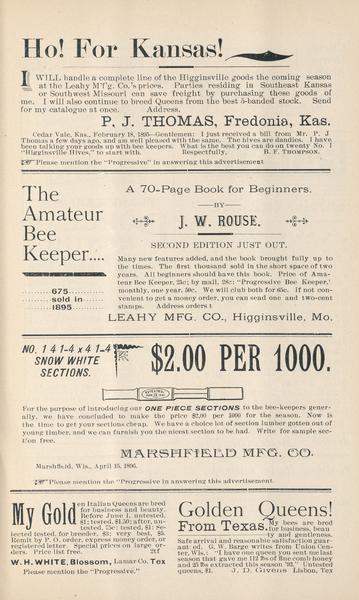 Ho! For Kansas!
I WILL handle a complete line of the Higginsville goods the coming season
at the Leahy M'f'g. Co.'s prices. Parties residing in Southeast Kansas
or Southwest Missouri can save freight by purchasing these goods of
me. I will also continue to breed Queens from the best 5-banded stock. Send
for my catalogue at once. Address.
P. J. THOMAS, Fredonia, Kas.
Cedar Vale, Kas., February 18, 1895—Gentlemen: I just received a bill from Mr. P. J
Thomas a few days ago, and am well pleased with the same. The hives are dandies. I have
been talking your goods up with bee keepers. What is the best you can do on twenty No. 1
"Higginsville Hives," to start with. Respectfully, B. F. THOMPSON.
Please mention the "Progressive" in answering this advertisement
The
Amateur
Bee
Keeper....
675
sold in
1895
A 70-Page Book for Beginners,
—BY—
J. W. ROUSE.
SECOND EDITION JUST OUT.
Many new features added, and the book brought fully up to
the times. The first thousand sold in the short space of two
years. All beginners should have this book. Price of Ama-
teur Bee Keeper, 25c; by mail, 28c: "Progressive Bee Keeper,'
monthly, one year, 50c. We will club both for 65c. If not con-
venient to get a money order, you can send one and two-cent
stamps. Address orders t
LEAHY MFG. CO., Higginsville, Mo,
NO. 1 4 1-4 x 4 1-4
SNOW WHITE
SECTIONS.
$2.00 PER 1000.
For the purpose of introducing our ONE PIECE SECTIONS to the bee-keepers gener-
ally, we have concluded to make the price $2.00 per 1000 for the season. Now is
the time to get your sections cheap. We have a choice lot of section lumber gotten out of
young timber, and we can furnish you the nicest section to be had. Write for sample sec-
tion free.
MARSHFIELD MFG. CO.
Marshfield, Wis., April 15, 1896.
Please mention the "Progressive in answering this advertisement.
My Golden Italian Queens are bred
for business and beauty.
Before June 1, untested,
$1; tested, $1.50; after, un-
tested, 75c; tested, $1: Se-
lected tested, for breeder, $3; very best, $5.
Remit by P. O. order, express money order, or
registered letter. Special prices on large or-
ders. Price list free. 2tf
W. H. WHITE, Blossom, Lamar Co. Tex
Please mention the "Progressive."
Golden Queens!
From Texas. My bees are bred
for business, beau-
ty and gentleness.
Safe arrival and reasonable satisfaction guar-
ant ed. G. W. Barge writes from Union Cen-
ter, Wis.: "I have one queen you sent me last
season that gave me 112 lbs of fine comb honey
and 25 lbs extracted this season '93." Untested
queens, $1. J. D. GIVENS Lisbon, Tex